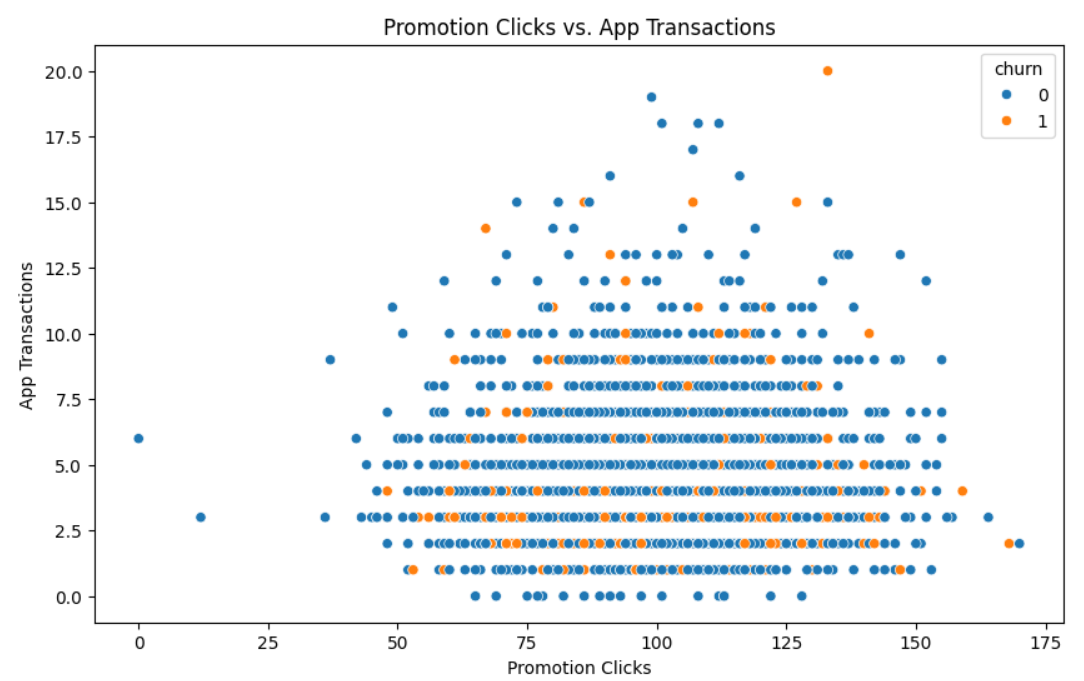 Promotion Clicks vs. App Transactions
churn
0
1
20.0
17.5
15.0
12.5
10.0
7.5
5.0
2.5
0.0
App Transactions
0 25 50 75 100 125 150 175
Promotion Clicks